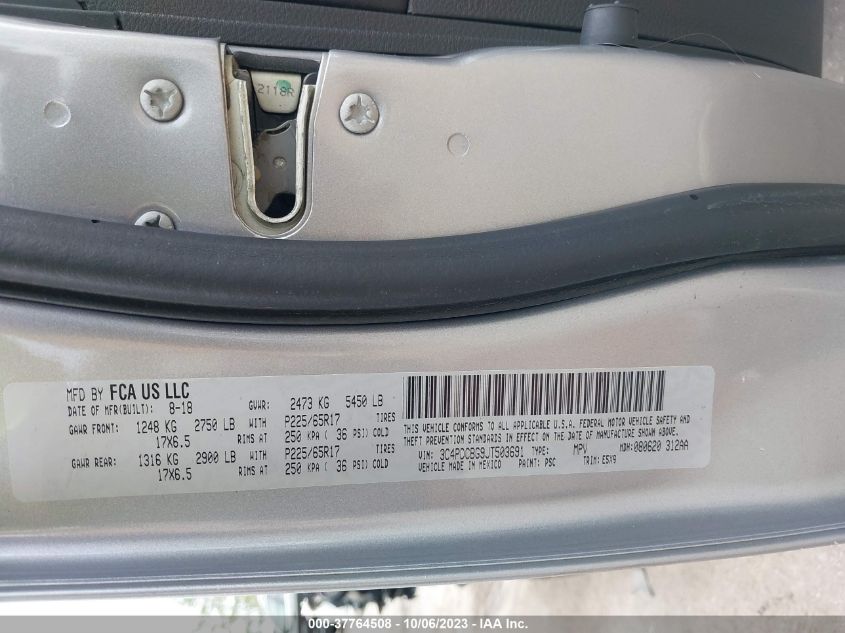 2118R
MFD BY FCA US LLC
DATE OF MFR(BUILT): 8-18 GVWR: 2473 KG 5450 LB
GAWR FRONT: 1248 KG 2750 LB WITH P225/65R17 TIRES
17X6.5 RIMS AT 250 KPA ( 36 PSI) COLD
GAWR REAR: 1316 KG 2900 LB WITH P225/65R17 TIRES
17X6.5 RIMS AT 250 KPA ( 36 PSI) COLD
THIS VEHICLE CONFORMS TO ALL APPLICABLE U.S.A. FEDERAL MOTOR VEHICLE SAFETY AND
THEFT PREVENTION STANDARDS IN EFFECT ON THE DATE OF MANUFACTURE SHOWN ABOVE.
VIN: 3C4PDCBG9JT503691 TYPE: MPV MDH:080620 312AA
VEHICLE MADE IN MEXICO PAINT: PSC TRIM: E5X9
000-37764508 - 10/06/2023 - IAA Inc.